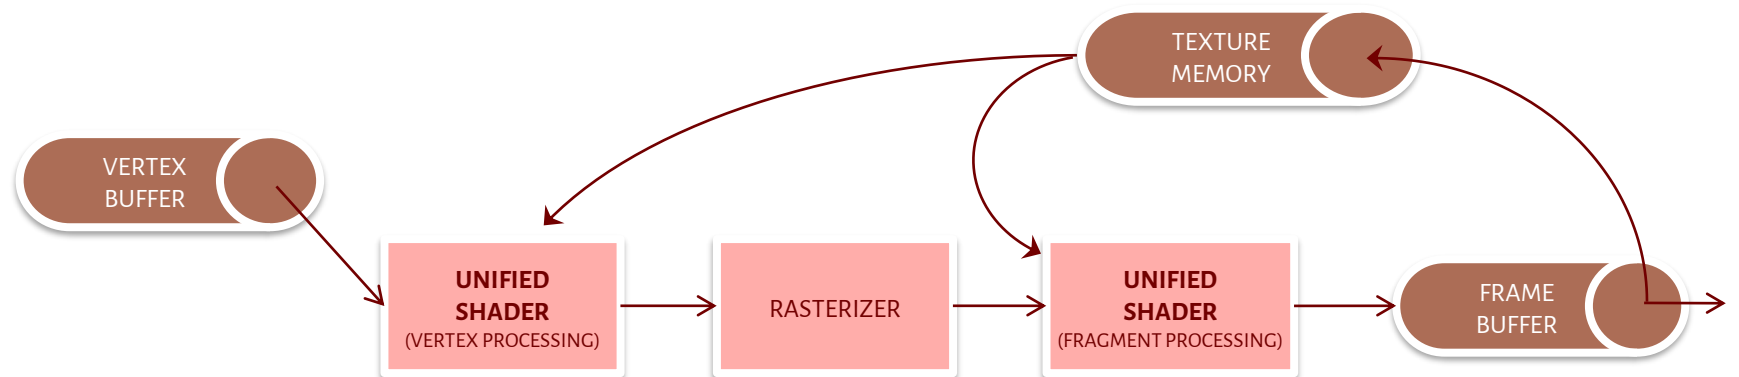 TEXTURE
MEMORY
VERTEX
BUFFER
UNIFIED
SHADER
(VERTEX PROCESSING)
RASTERIZER
UNIFIED
SHADER
(FRAGMENT PROCESSING)
FRAME
BUFFER